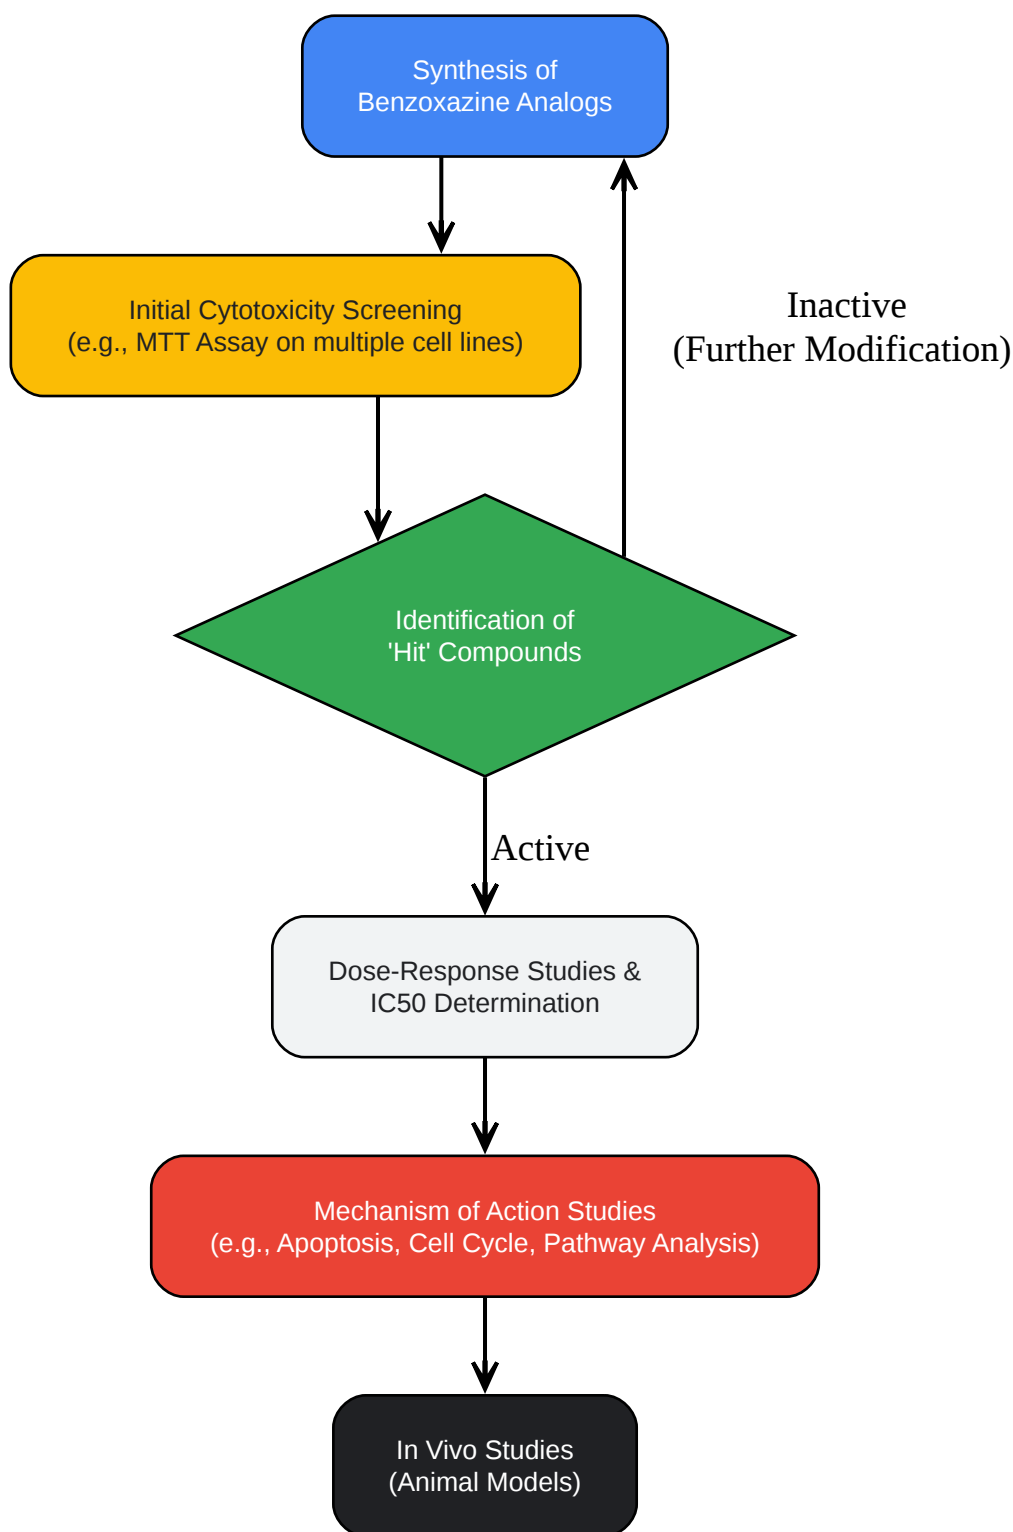 Synthesis of
Benzoxazine Analogs
Initial Cytotoxicity Screening
(e.g., MTT Assay on multiple cell lines)
Inactive
(Further Modification)
Identification of
'Hit' Compounds
Active
Dose-Response Studies &
IC50 Determination
Mechanism of Action Studies
(e.g., Apoptosis, Cell Cycle, Pathway Analysis)
In Vivo Studies
(Animal Models)